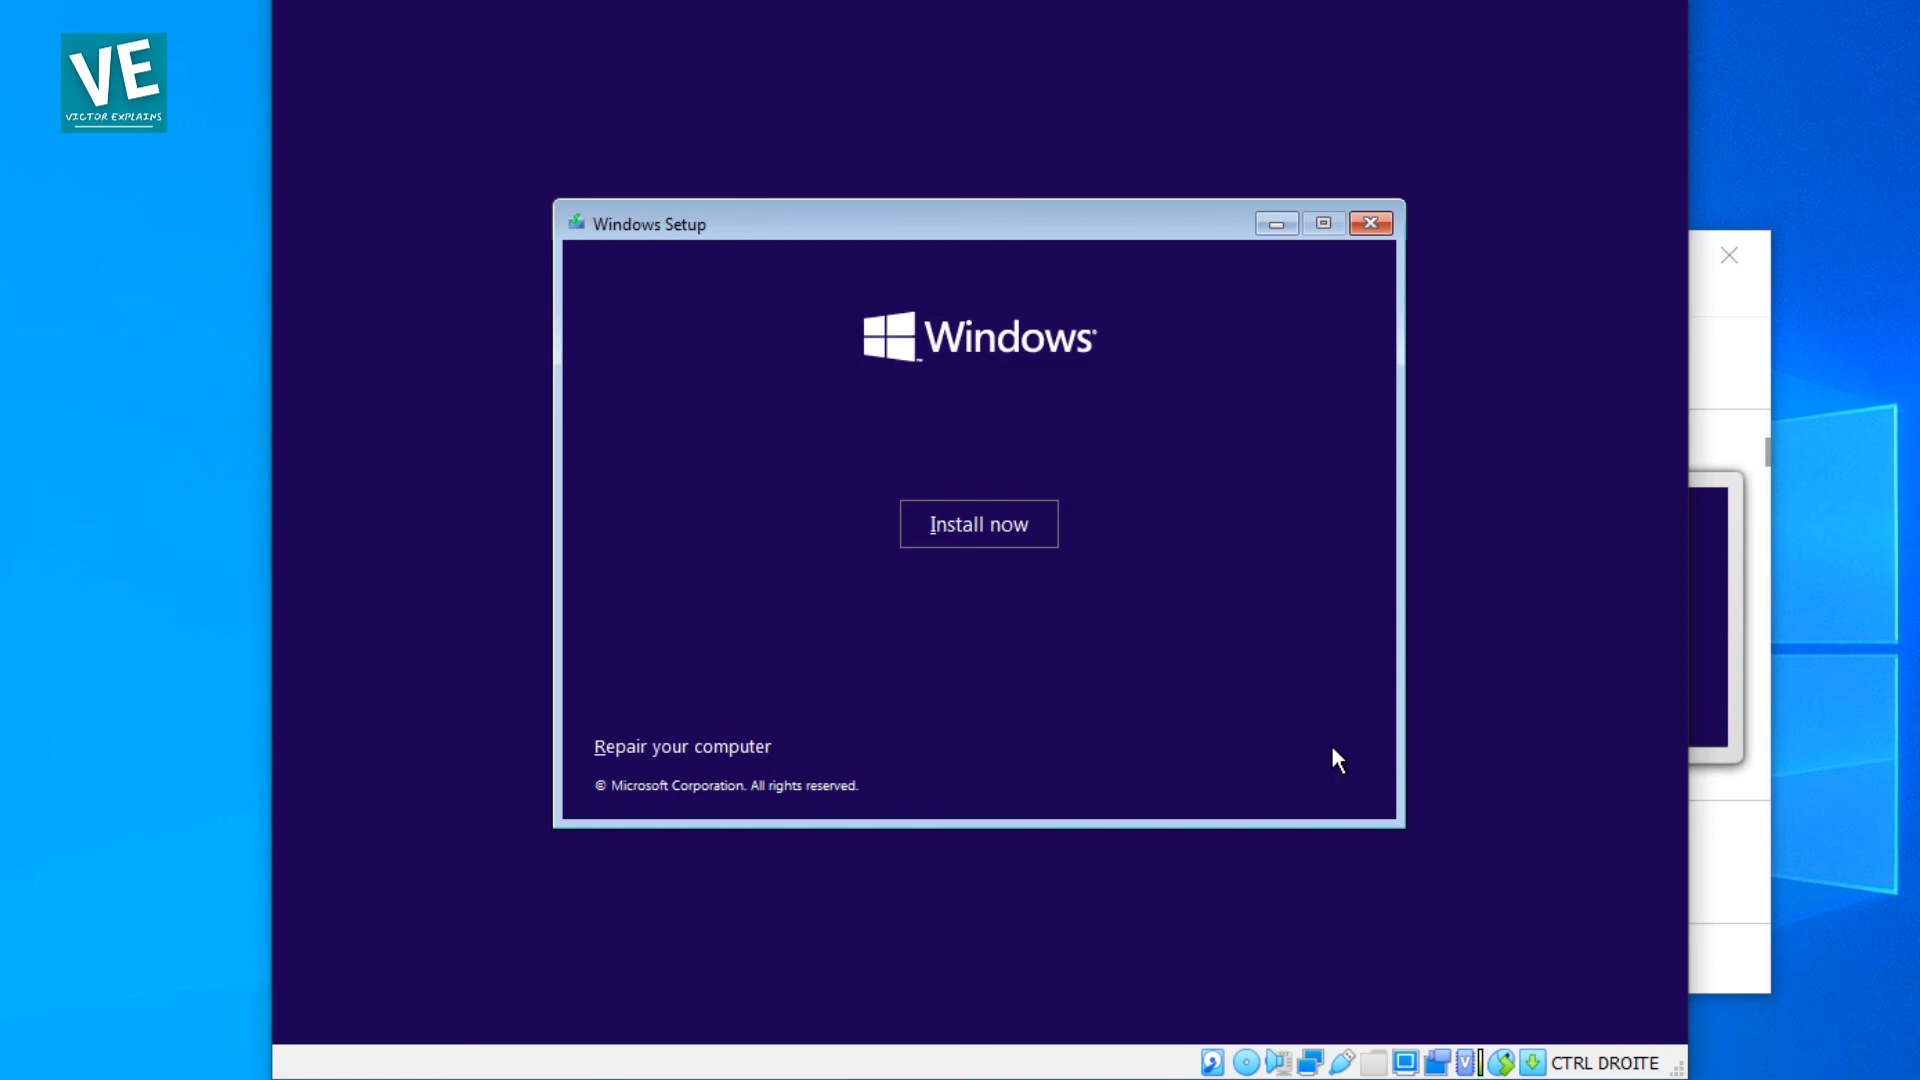 VE
VICTOR EXPLAINS
Windows Setup
Windows
Install now
Repair your computer
© Microsoft Corporation. All rights reserved.
CTRL DROITE